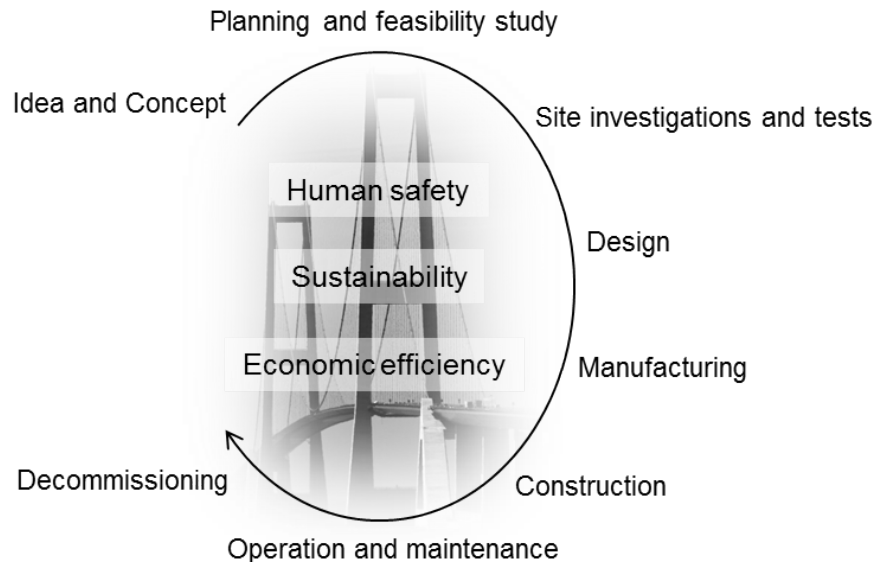 Planning and feasibility study
Idea and Concept
Site investigations and tests
Human safety
Design
Sustainability
Economic efficiency
Manufacturing
Decommissioning
Construction
Operation and maintenance